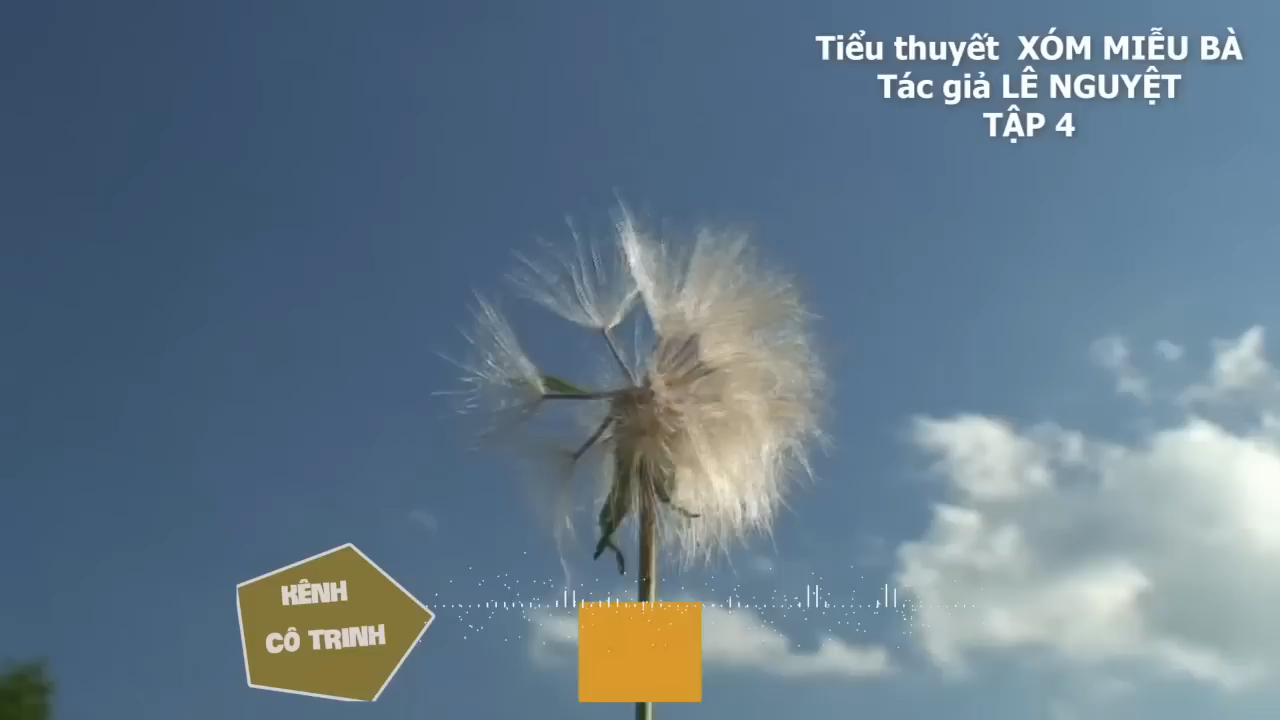 Tiểu thuyết XÓM MIỄU BÀ
Tác giả LÊ NGUYỆT
TẬP 4
KÊNH
CÔ TRINH